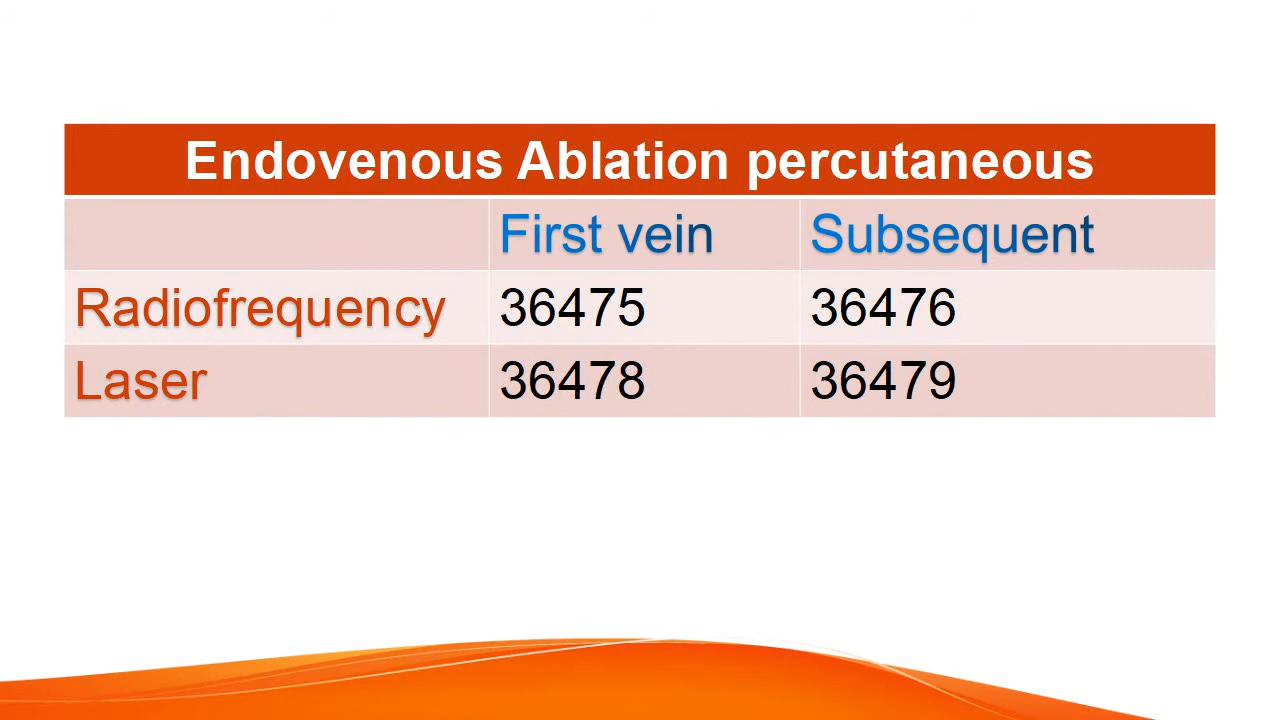 Endovenous Ablation percutaneous
First vein Subsequent
Radiofrequency 36475 36476
Laser 36478 36479